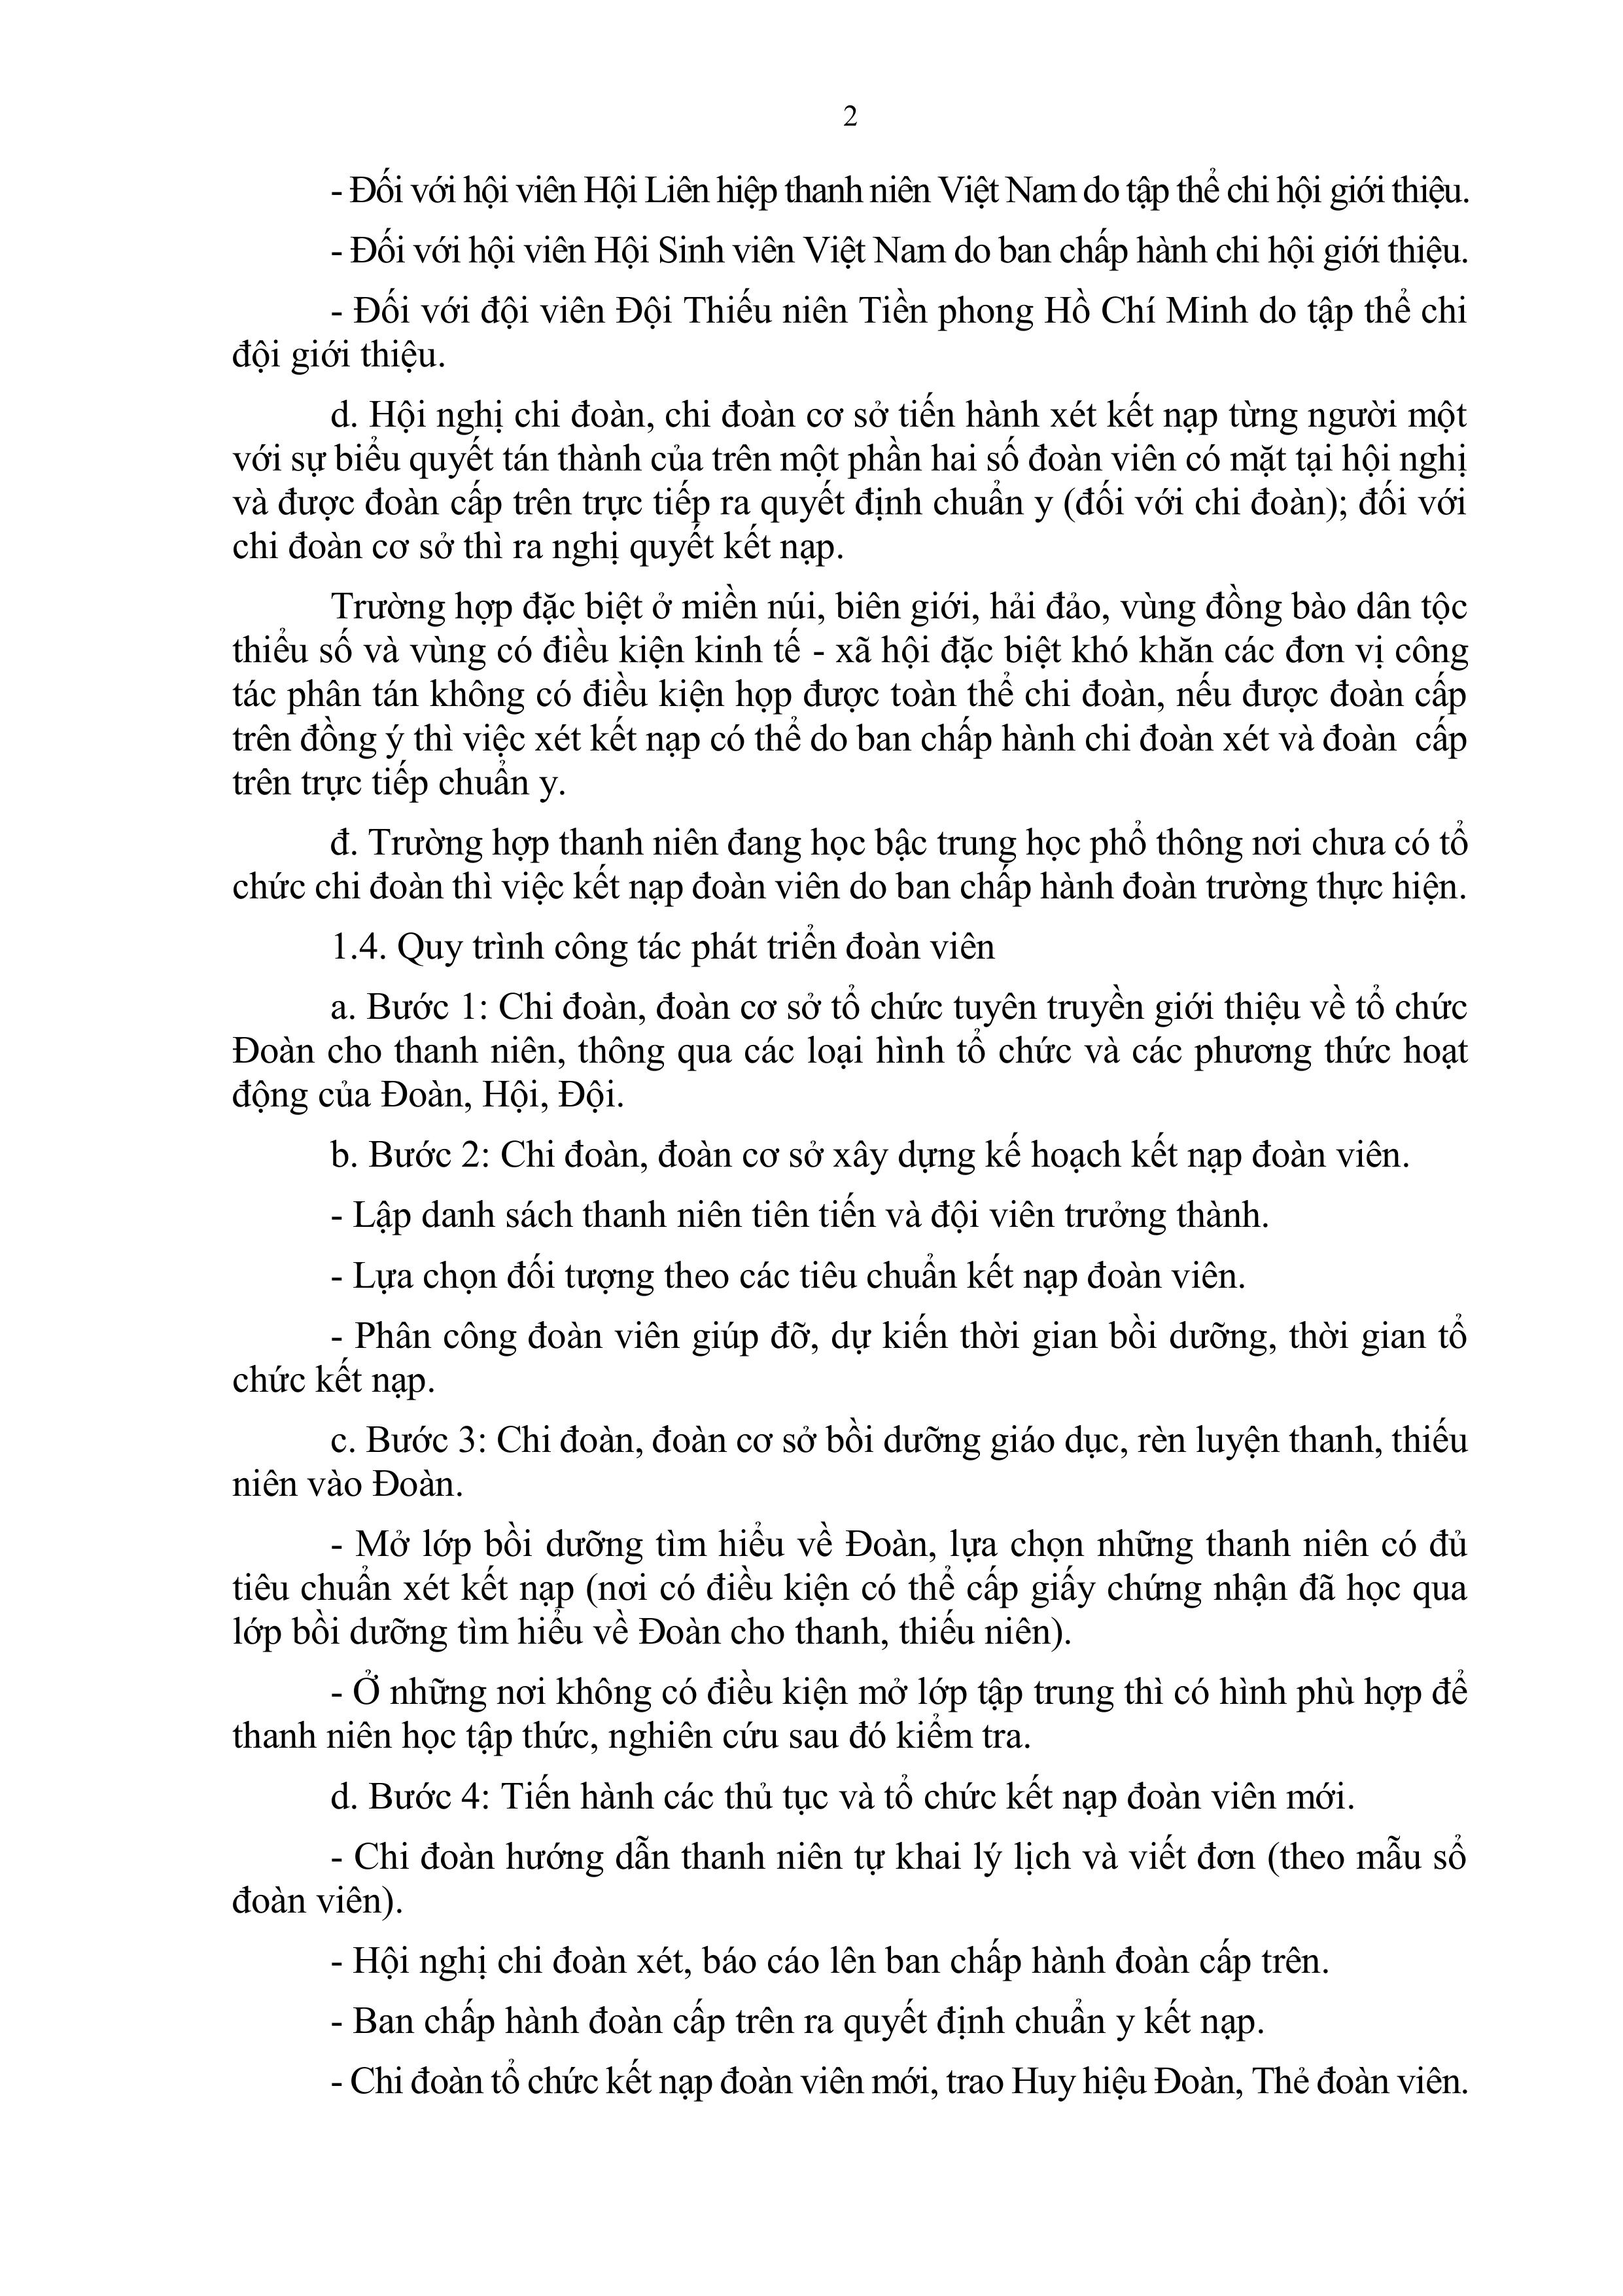 2
- Đối với hội viên Hội Liên hiệp thanh niên Việt Nam do tập thể chi hội giới thiệu.
- Đối với hội viên Hội Sinh viên Việt Nam do ban chấp hành chi hội giới thiệu.
- Đối với đội viên Đội Thiếu niên Tiền phong Hồ Chí Minh do tập thể chi
đội giới thiệu.
d. Hội nghị chi đoàn, chi đoàn cơ sở tiến hành xét kết nạp từng người một
với sự biểu quyết tán thành của trên một phần hai số đoàn viên có mặt tại hội nghị
và được đoàn cấp trên trực tiếp ra quyết định chuẩn y (đối với chi đoàn); đối với
chi đoàn cơ sở thì ra nghị quyết kết nạp.
Trường hợp đặc biệt ở miền núi, biên giới, hải đảo, vùng đồng bào dân tộc
thiểu số và vùng có điều kiện kinh tế - xã hội đặc biệt khó khăn các đơn vị công
tác phân tán không có điều kiện họp được toàn thể chi đoàn, nếu được đoàn cấp
trên đồng ý thì việc xét kết nạp có thể do ban chấp hành chi đoàn xét và đoàn  cấp
trên trực tiếp chuẩn y.
đ. Trường hợp thanh niên đang học bậc trung học phổ thông nơi chưa có tổ
chức chi đoàn thì việc kết nạp đoàn viên do ban chấp hành đoàn trường thực hiện.
1.4. Quy trình công tác phát triển đoàn viên
a. Bước 1: Chi đoàn, đoàn cơ sở tổ chức tuyên truyền giới thiệu về tổ chức
Đoàn cho thanh niên, thông qua các loại hình tổ chức và các phương thức hoạt
động của Đoàn, Hội, Đội.
b. Bước 2: Chi đoàn, đoàn cơ sở xây dựng kế hoạch kết nạp đoàn viên.
- Lập danh sách thanh niên tiên tiến và đội viên trưởng thành.
- Lựa chọn đối tượng theo các tiêu chuẩn kết nạp đoàn viên.
- Phân công đoàn viên giúp đỡ, dự kiến thời gian bồi dưỡng, thời gian tổ
chức kết nạp.
c. Bước 3: Chi đoàn, đoàn cơ sở bồi dưỡng giáo dục, rèn luyện thanh, thiếu
niên vào Đoàn.
- Mở lớp bồi dưỡng tìm hiểu về Đoàn, lựa chọn những thanh niên có đủ
tiêu chuẩn xét kết nạp (nơi có điều kiện có thể cấp giấy chứng nhận đã học qua
lớp bồi dưỡng tìm hiểu về Đoàn cho thanh, thiếu niên).
- Ở những nơi không có điều kiện mở lớp tập trung thì có hình phù hợp để
thanh niên học tập thức, nghiên cứu sau đó kiểm tra.
d. Bước 4: Tiến hành các thủ tục và tổ chức kết nạp đoàn viên mới.
- Chi đoàn hướng dẫn thanh niên tự khai lý lịch và viết đơn (theo mẫu sổ
đoàn viên).
- Hội nghị chi đoàn xét, báo cáo lên ban chấp hành đoàn cấp trên.
- Ban chấp hành đoàn cấp trên ra quyết định chuẩn y kết nạp.
- Chi đoàn tổ chức kết nạp đoàn viên mới, trao Huy hiệu Đoàn, Thẻ đoàn viên.